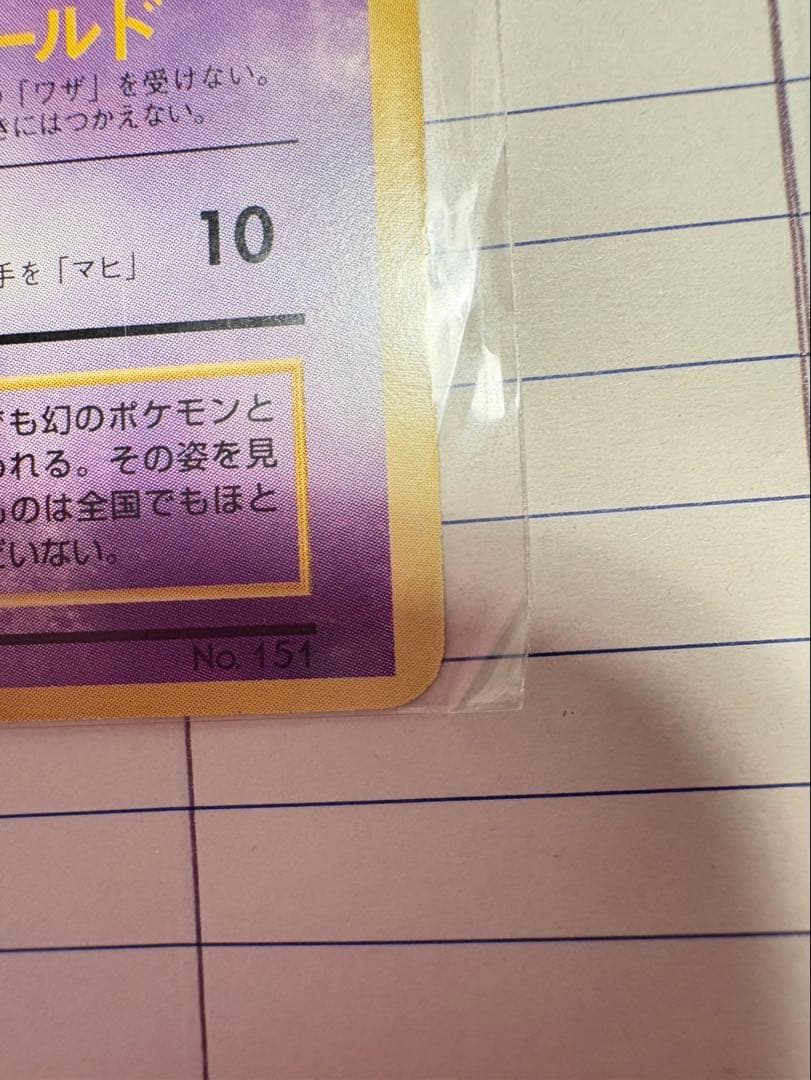 ールド
「ワザ」を受けない。
きにはつかえない。
10
手を「マヒ」
も幻のポケモンと
われる。その姿を見
ものは全国でもほと
いない。
No. 151